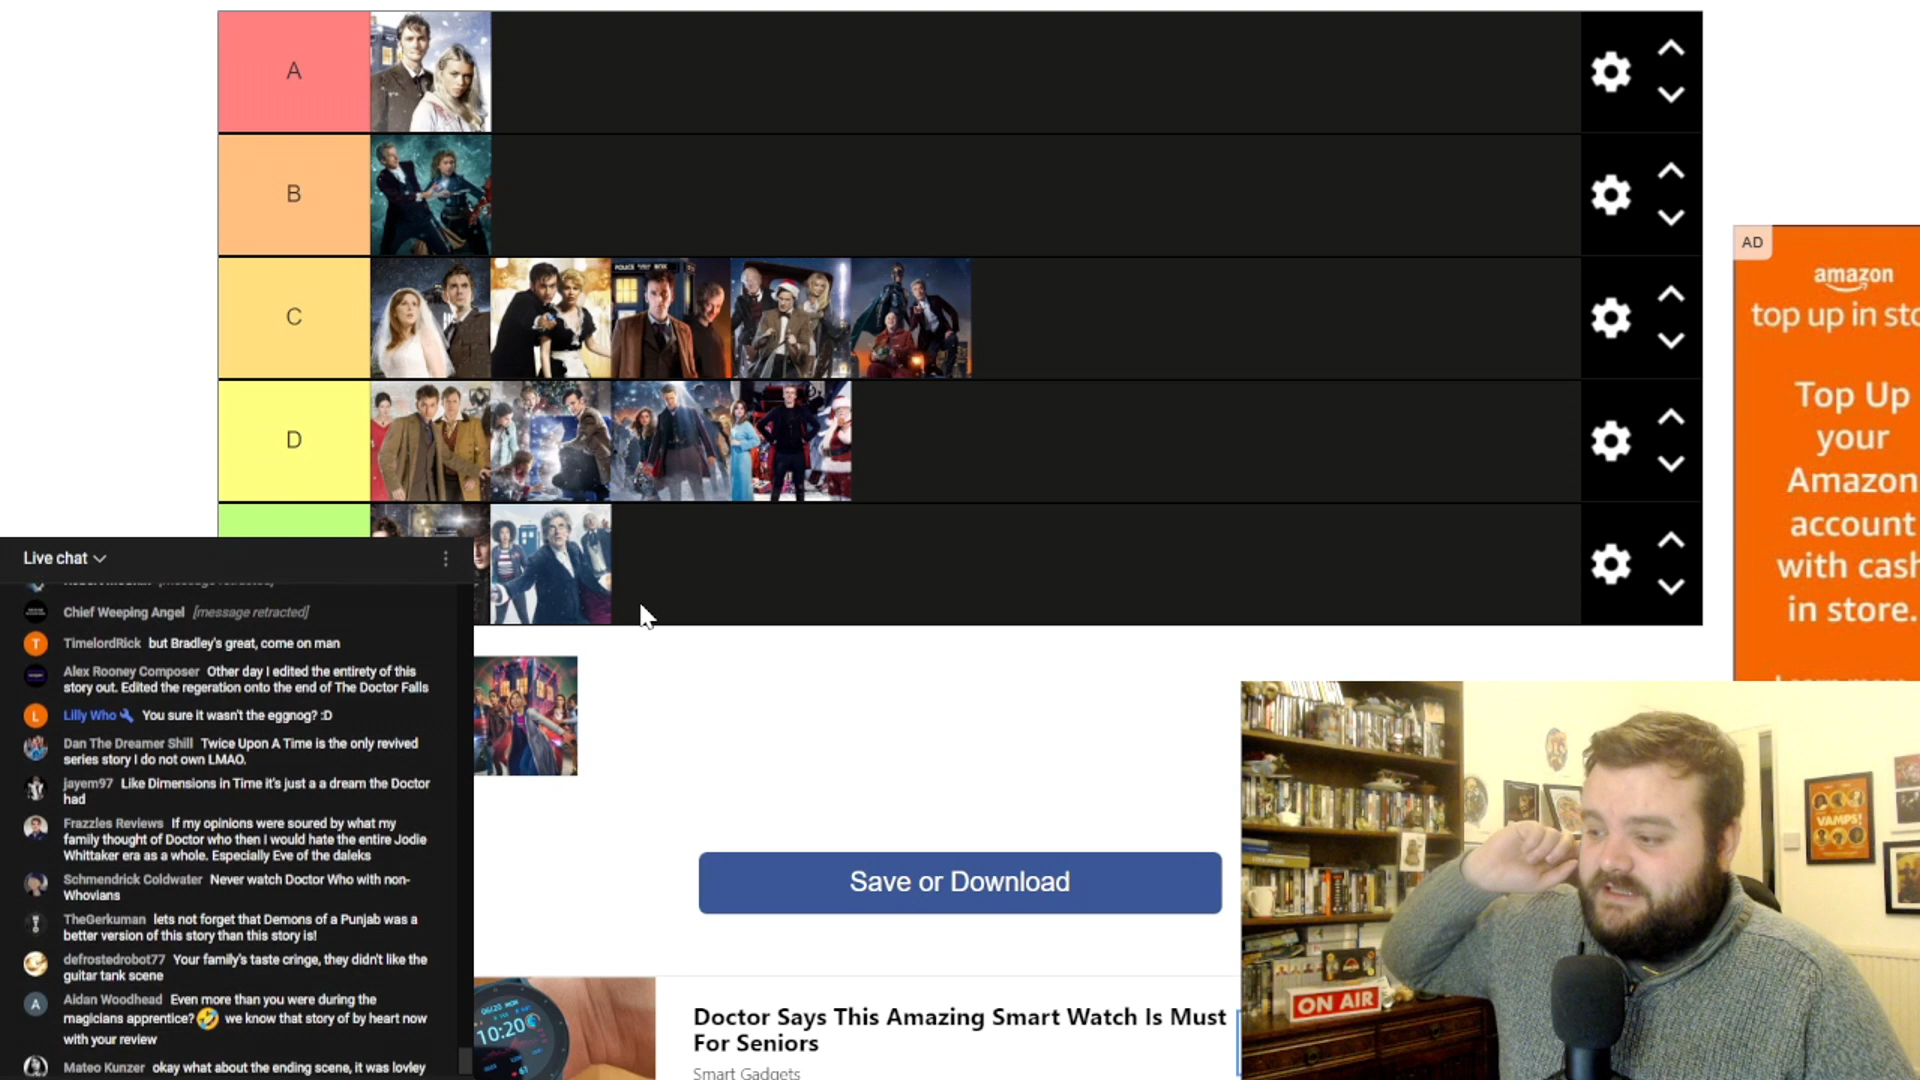 A
B
POLICE BOX
C
D
AD
amazon
top up in sto
Top Up
your
Amazon
account
with cash
in store.
Live chat
Chief Weeping Angel [message retracted]
TimelordRick but Bradley's great, come on man
Alex Rooney Composer Other day I edited the entirety of this
story out. Edited the regeration onto the end of The Doctor Falls
Lilly Who You sure it wasn't the eggnog? :D
Dan The Dreamer Shill Twice Upon A Time is the only revived
series story I do not own LMAO.
jayem97 Like Dimensions in Time it's just a a dream the Doctor
had
Frazzles Reviews If my opinions were soured by what my
family thought of Doctor who then I would hate the entire Jodie
Whittaker era as a whole. Especially Eve of the daleks
Schmendrick Coldwater Never watch Doctor Who with non-
Whovians
TheGerkuman lets not forget that Demons of a Punjab was a
better version of this story than this story is!
defrostedrobot77 Your family's taste cringe, they didn't like the
guitar tank scene
Aidan Woodhead Even more than you were during the
magicians apprentice? 🤣 we know that story of by heart now
with your review
Mateo Kunzer okay what about the ending scene, it was lovley
T
L
A
Save or Download
10:20
Doctor Says This Amazing Smart Watch Is Must
For Seniors
Smart Gadgets
VAMPS!
ON AIR